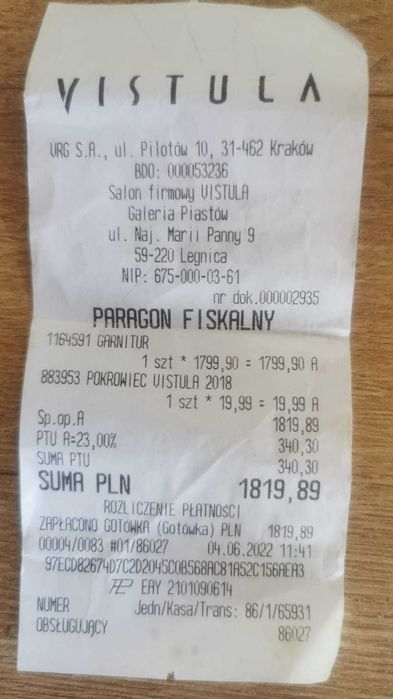 VISTULA
VRG S.A., ul. Pilotów 10, 31-462 Kraków
BDO: 000053236
Salon firmowy VISTULA
Galeria Piastów
ul. Naj. Marii Panny 9
59-220 Legnica
NIP: 675-000-03-61
nr dok.000002935
PARAGON FISKALNY
1164591 GARNITUR
1 szt * 1799,90 = 1799,90 A
883953 POKROWIEC VISTULA 2018
1 szt * 19,99 = 19,99 A
Sp.op.A 1819,89
PTU A=23,00% 340,30
SUMA PTU 340,30
SUMA PLN 1819,89
ROZLICZENIE PŁATNOŚCI
ZAPŁACONO GOTÓWKA (Gotówka) PLN 1819,89
00004/0083 #01/86027 04.06.2022 11:41
97ECD82674D7C2D2045C0B568AC81A52C156AEA3
EAY 2101090614
NUMER Jedn/Kasa/Trans: 86/1/65931
OBSŁUGUJĄCY 86027